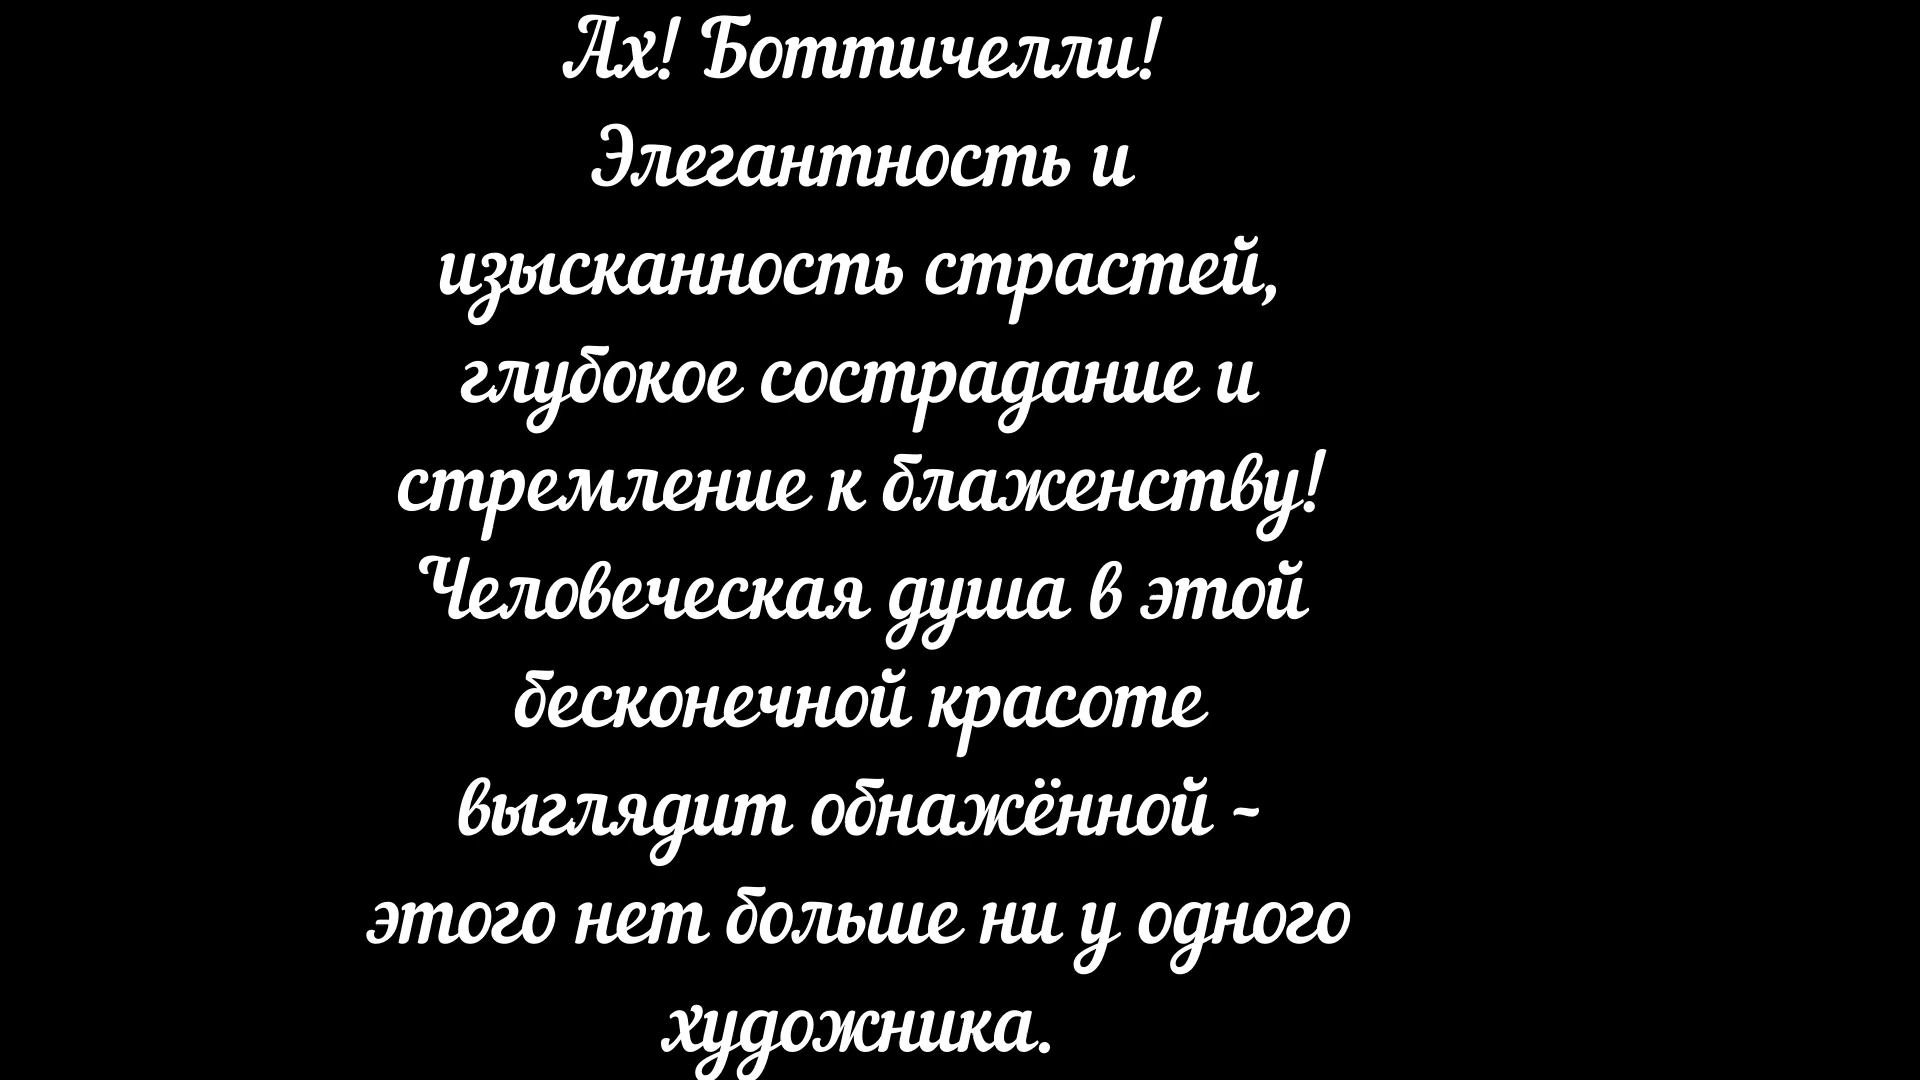 Ах! Боттичелли!
Элегантность и
изысканность страстей,
глубокое сострадание и
стремление к блаженству!
Человеческая душа в этой
бесконечной красоте
выглядит обнажённой -
этого нет больше ни у одного
художника.